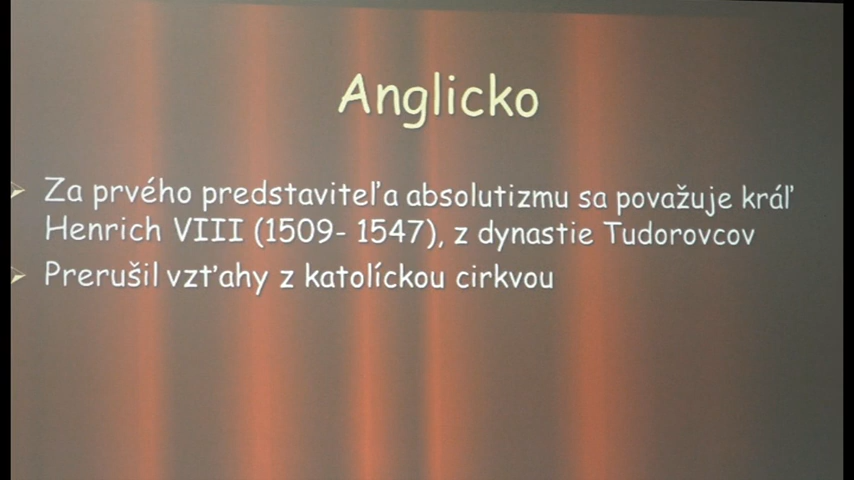 Anglicko
Za prvého predstaviteľa absolutizmu sa považuje kráľ
Henrich VIII (1509- 1547), z dynastie Tudorovcov
Prerušil vzťahy z katolíckou cirkvou